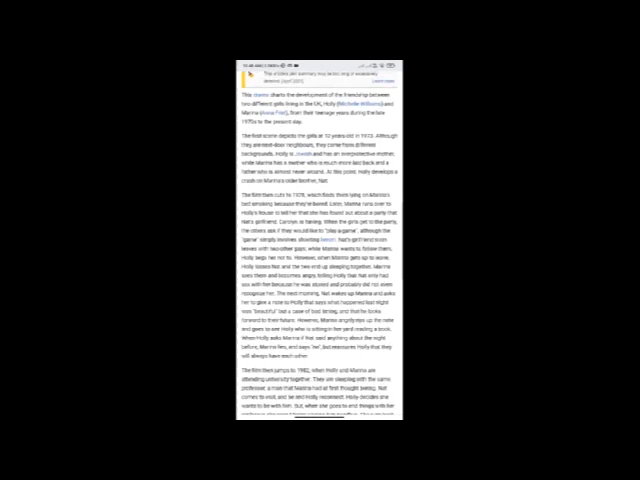 This article's plot summary may be too long or excessively
detailed.
Learn more
This drama charts the development of the friendship between
two different girls living in the UK, Holly (Michelle Williams) and
Marina (Anna Friel), from their teenage years during the late
1970s to the present day.
The first scene depicts the girls at 12 years old in 1973. Although
they are next-door neighbours, they come from different
backgrounds. Holly is Jewish and has an overprotective mother,
while Marina has a mother who is much more laid back and a
father who is almost never around. At this point, Holly develops a
crush on Marina's older brother, Nat.
The film then cuts to 1978, which finds them lying on Marina's
bed smoking because they're bored. Later, Marina runs over to
Holly's house to tell her that she has found out about a party that
Nat's girlfriend, Carolyn, is having. When the girls get to the party,
the others ask if they would like to "play a game", although the
"game" simply involves shooting heroin. Nat's girlfriend soon
leaves with two other guys, while Marina wants to follow them,
Holly begs her not to. However, when Marina gets up to leave,
Holly kisses Nat and the two end up sleeping together. Marina
sees them and becomes angry, telling Holly that Nat only had
sex with her because he was stoned and probably did not even
recognise her. The next morning, Nat wakes up Marina and asks
her to give a note to Holly that says what happened last night
was "beautiful" but a case of bad timing, and that he looks
forward to their future. However, Marina angrily rips up the note
and goes to see Holly who is sitting in her yard reading a book.
When Holly asks Marina if Nat said anything about the night
before, Marina lies, and says "no", but reassures Holly that they
will always have each other.
The film then jumps to 1982, when Holly and Marina are
attending university together. They are sleeping with the same
professor, a man that Marina had at first thought boring. Nat
comes to visit, and he and Holly reconnect. Holly decides she
wants to be with him. But, when she goes to end things with her